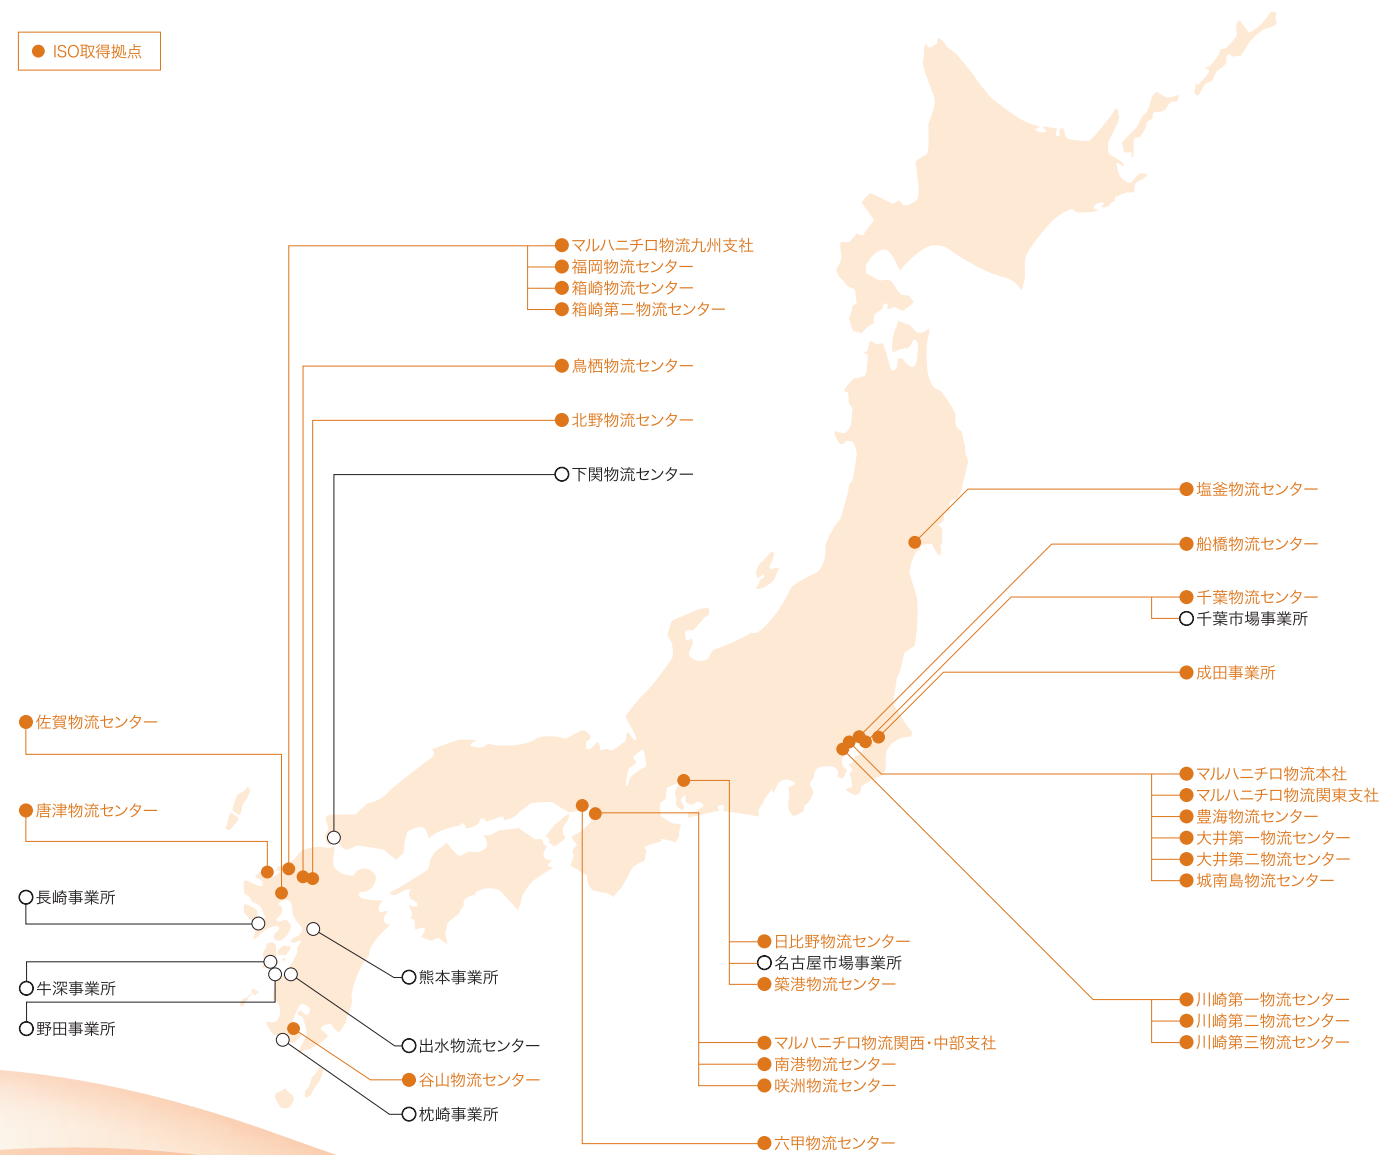 ISO取得拠点
マルハニチロ物流九州支社
福岡物流センター
箱崎物流センター
箱崎第二物流センター
鳥栖物流センター
北野物流センター
下関物流センター
塩釜物流センター
船橋物流センター
千葉物流センター
千葉市場事業所
成田事業所
佐賀物流センター
唐津物流センター
長崎事業所
牛深事業所
野田事業所
マルハニチロ物流本社
マルハニチロ物流関東支社
豊海物流センター
大井第一物流センター
大井第二物流センター
城南島物流センター
日比野物流センター
名古屋市場事業所
築港物流センター
熊本事業所
出水物流センター
谷山物流センター
枕崎事業所
川崎第一物流センター
川崎第二物流センター
川崎第三物流センター
マルハニチロ物流関西・中部支社
南港物流センター
咲洲物流センター
六甲物流センター